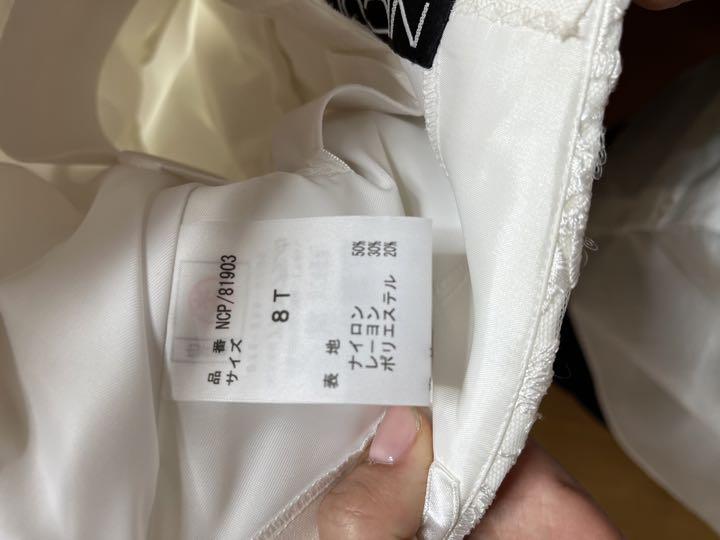 品番 NCP/81903
サイズ 8T
表地
ナイロン 50%
レーヨン 30%
ポリエステル 20%